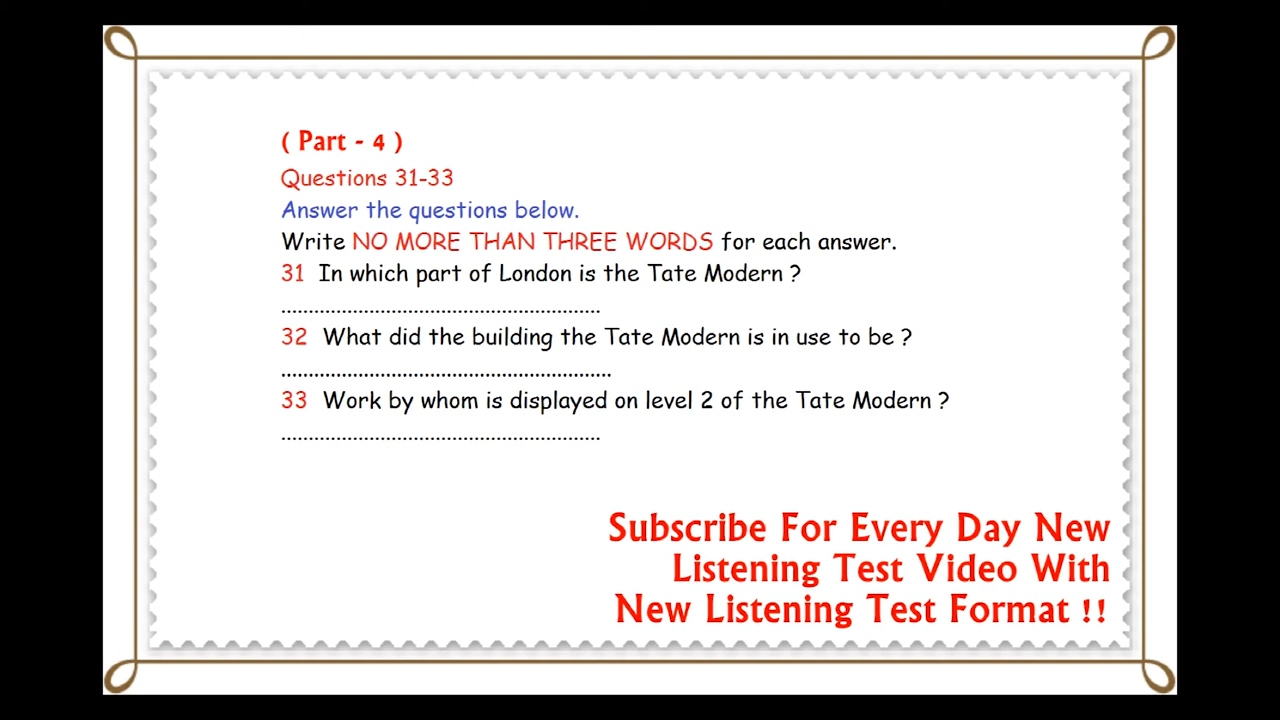 ( Part - 4 )
Questions 31-33
Answer the questions below.
Write NO MORE THAN THREE WORDS for each answer.
31 In which part of London is the Tate Modern ?
..........................................................
32 What did the building the Tate Modern is in use to be ?
............................................................
33 Work by whom is displayed on level 2 of the Tate Modern ?
..........................................................
Subscribe For Every Day New
Listening Test Video With
New Listening Test Format !!